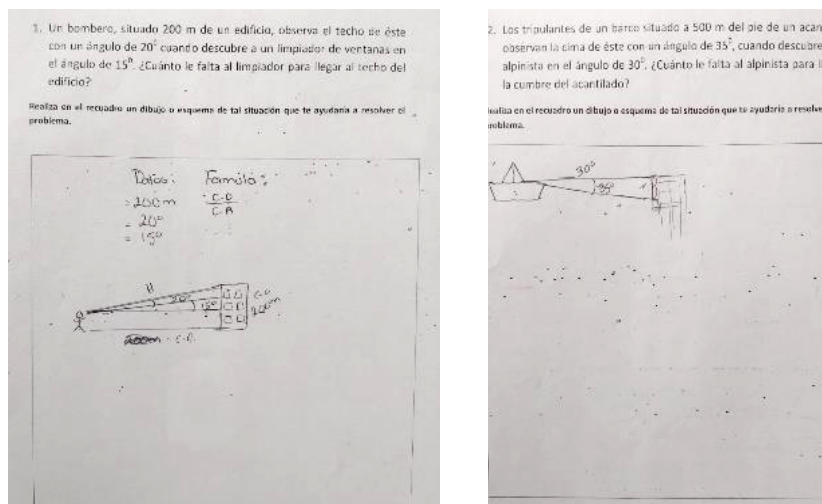 1. Un bombero, situado 200 m de un edificio, observa el techo de éste
con un ángulo de 20° cuando descubre a un limpiador de ventanas en
el ángulo de 15°. ¿Cuánto le falta al limpiador para llegar al techo del
edificio?
Realiza en el recuadro un dibujo o esquema de tal situación que te ayudaría a resolver el
problema.
Datos: Formula:
=200m C.O
= 20° C.A
= 15°
H
20°
15°
C.O
200m
C.A.
2. Los tripulantes de un barco situado a 500 m del pie de un acan
observan la cima de éste con un ángulo de 35°, cuando descubre
alpinista en el ángulo de 30°. ¿Cuánto le falta al alpinista para l
la cumbre del acantilado?
Realiza en el recuadro un dibujo o esquema de tal situación que te ayudaría a resolve
problema.
30°